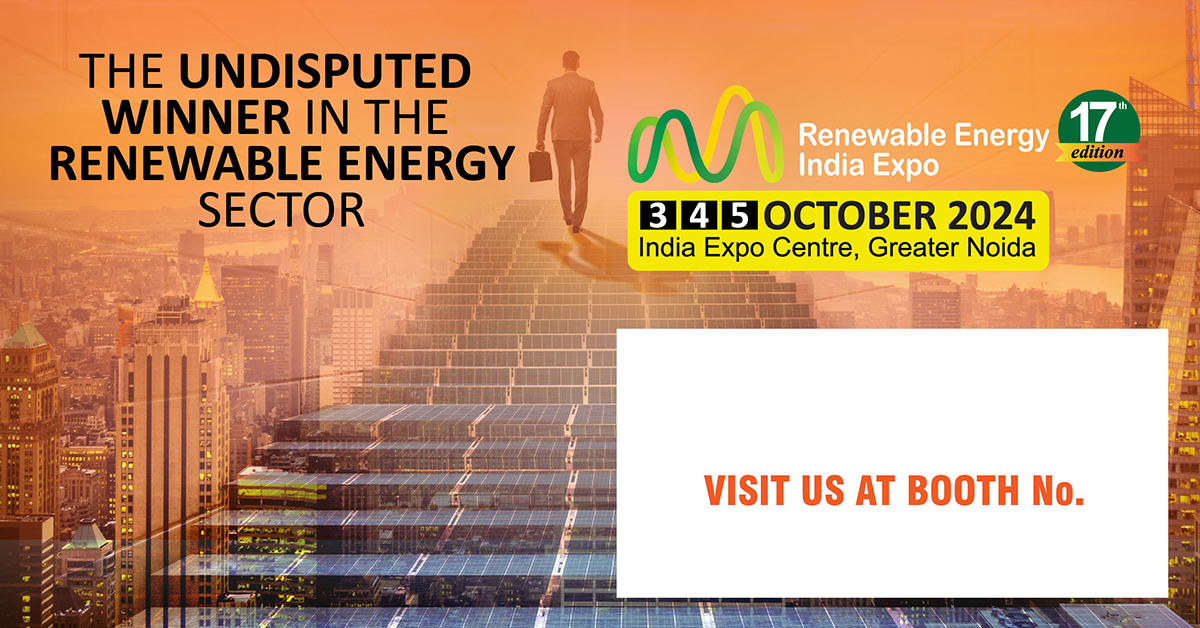 THE UNDISPUTED
WINNER IN THE
RENEWABLE ENERGY
SECTOR
Renewable Energy
India Expo
17th
edition
3 4 5 OCTOBER 2024
India Expo Centre, Greater Noida
VISIT US AT BOOTH No.